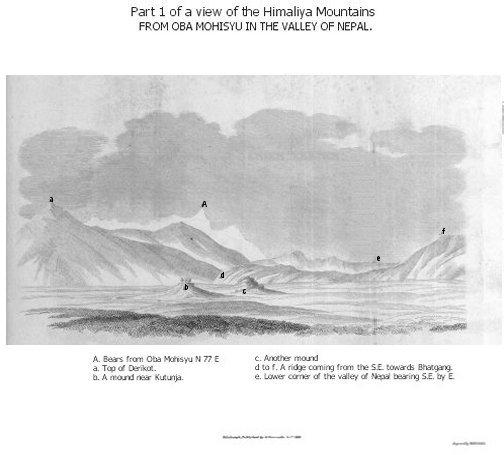 Part 1 of a view of the Himaliya Mountains
FROM OBA MOHISYU IN THE VALLEY OF NEPAL.
a
A
f
e
d
b
c
A. Bears from Oba Mohisyu N 77 E
a. Top of Derikot.
b. A mound near Kutunja.
c. Another mound
d to f. A ridge coming from the S.E. towards Bhatgang.
e. Lower corner of the valley of Nepal bearing S.E. by E.